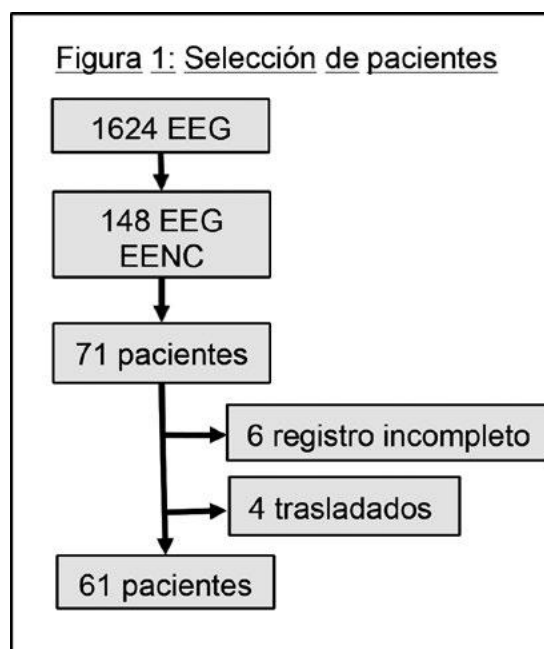 Figura 1: Selección de pacientes
1624 EEG
148 EEG
EENC
71 pacientes
6 registro incompleto
4 trasladados
61 pacientes